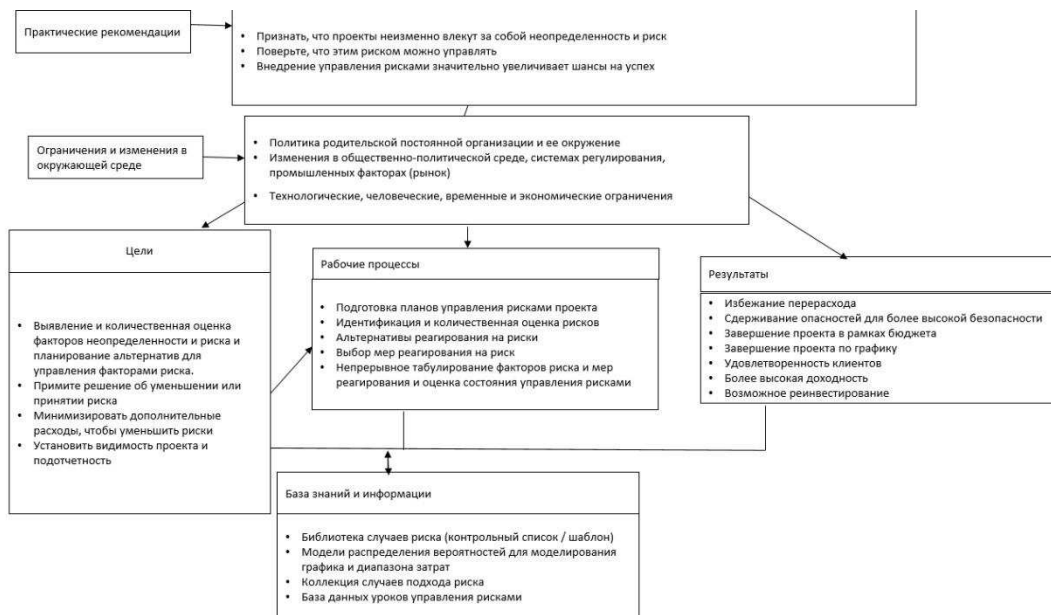 Практические рекомендации
• Признать, что проекты неизменно влекут за собой неопределенность и риск
• Поверьте, что этим риском можно управлять
• Внедрение управления рисками значительно увеличивает шансы на успех
Ограничения и изменения в
окружающей среде
• Политика родительской постоянной организации и ее окружение
• Изменения в общественно-политической среде, системах регулирования,
промышленных факторах (рынок)
• Технологические, человеческие, временные и экономические ограничения
Цели
• Выявление и количественная оценка
факторов неопределенности и риска и
планирование альтернатив для
управления факторами риска.
• Примите решение об уменьшении или
принятии риска
• Минимизировать дополнительные
расходы, чтобы уменьшить риски
• Установить видимость проекта и
подотчетность
Рабочие процессы
• Подготовка планов управления рисками проекта
• Идентификация и количественная оценка рисков
• Альтернативы реагирования на риски
• Выбор мер реагирования на риск
• Непрерывное табулирование факторов риска и мер
реагирования и оценка состояния управления рисками
Результаты
• Избежание перерасхода
• Сдерживание опасностей для более высокой безопасности
• Завершение проекта в рамках бюджета
• Завершение проекта по графику
• Удовлетворенность клиентов
• Более высокая доходность
• Возможное реинвестирование
База знаний и информации
• Библиотека случаев риска (контрольный список / шаблон)
• Модели распределения вероятностей для моделирования
графика и диапазона затрат
• Коллекция случаев подхода риска
• База данных уроков управления рисками